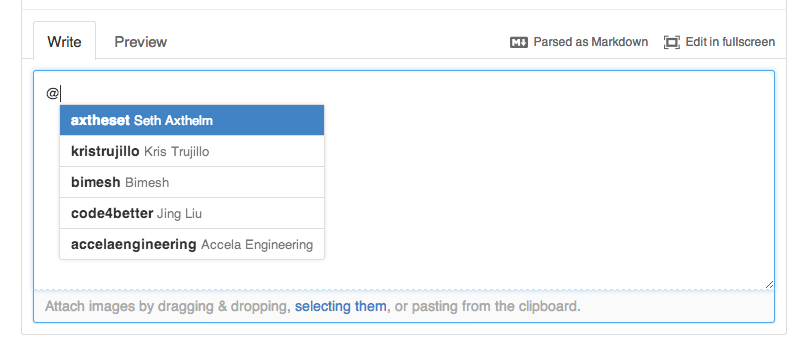 Write Preview Parsed as Markdown Edit in fullscreen
@
axtheset Seth Axthelm
kristrujillo Kris Trujillo
bimesh Bimesh
code4better Jing Liu
accelaengineering Accela Engineering
Attach images by dragging & dropping, selecting them, or pasting from the clipboard.